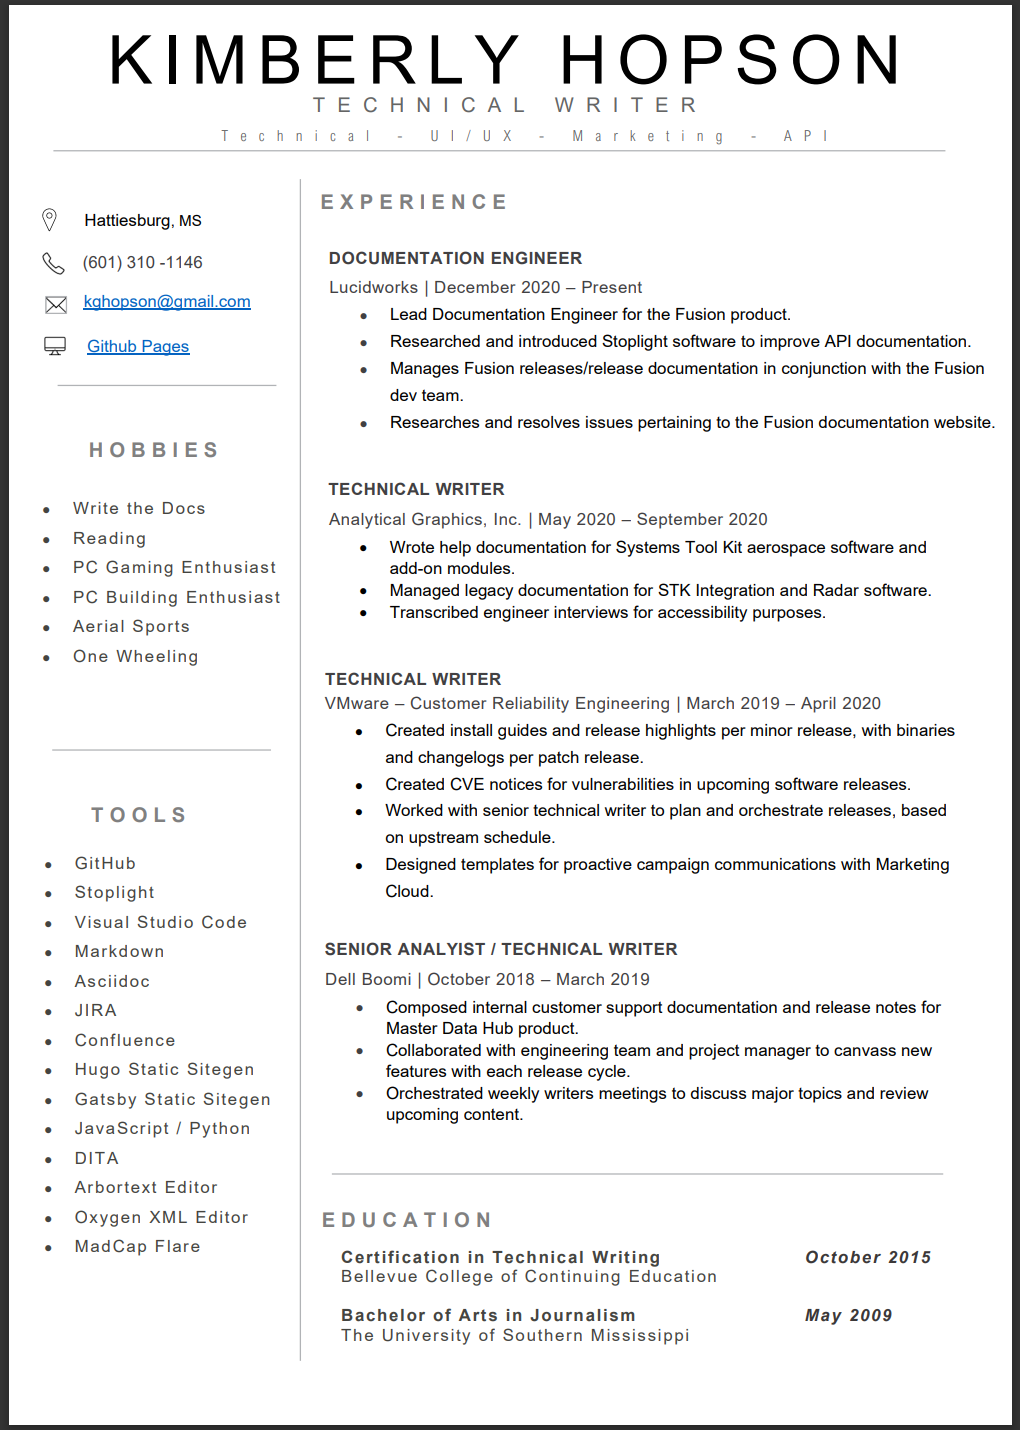 KIMBERLY HOPSON
TECHNICAL WRITER
Technical - UI/UX - Marketing - API
Hattiesburg, MS
(601) 310 -1146
kghopson@gmail.com
Github Pages
HOBBIES
• Write the Docs
• Reading
• PC Gaming Enthusiast
• PC Building Enthusiast
• Aerial Sports
• One Wheeling
TOOLS
• GitHub
• Stoplight
• Visual Studio Code
• Markdown
• Asciidoc
• JIRA
• Confluence
• Hugo Static Sitegen
• Gatsby Static Sitegen
• JavaScript / Python
• DITA
• Arbortext Editor
• Oxygen XML Editor
• MadCap Flare
EXPERIENCE
DOCUMENTATION ENGINEER
Lucidworks | December 2020 – Present
• Lead Documentation Engineer for the Fusion product.
• Researched and introduced Stoplight software to improve API documentation.
• Manages Fusion releases/release documentation in conjunction with the Fusion
dev team.
• Researches and resolves issues pertaining to the Fusion documentation website.
TECHNICAL WRITER
Analytical Graphics, Inc. | May 2020 – September 2020
• Wrote help documentation for Systems Tool Kit aerospace software and
add-on modules.
• Managed legacy documentation for STK Integration and Radar software.
• Transcribed engineer interviews for accessibility purposes.
TECHNICAL WRITER
VMware – Customer Reliability Engineering | March 2019 – April 2020
• Created install guides and release highlights per minor release, with binaries
and changelogs per patch release.
• Created CVE notices for vulnerabilities in upcoming software releases.
• Worked with senior technical writer to plan and orchestrate releases, based
on upstream schedule.
• Designed templates for proactive campaign communications with Marketing
Cloud.
SENIOR ANALYIST / TECHNICAL WRITER
Dell Boomi | October 2018 – March 2019
• Composed internal customer support documentation and release notes for
Master Data Hub product.
• Collaborated with engineering team and project manager to canvass new
features with each release cycle.
• Orchestrated weekly writers meetings to discuss major topics and review
upcoming content.
EDUCATION
Certification in Technical Writing October 2015
Bellevue College of Continuing Education
Bachelor of Arts in Journalism May 2009
The University of Southern Mississippi